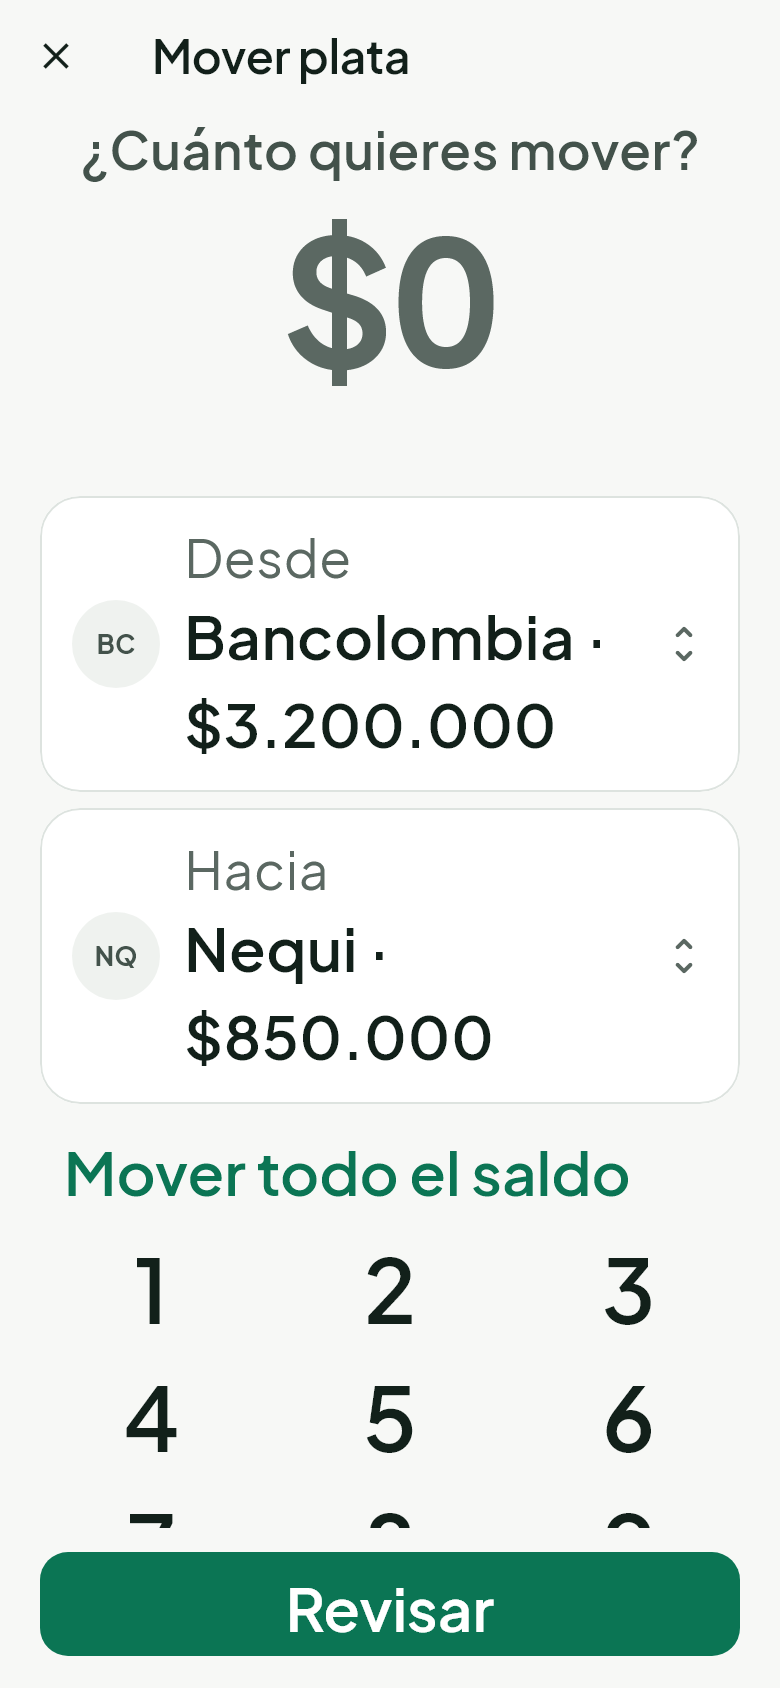 Mover plata
¿Cuánto quieres mover?
$0
Desde
BC
Bancolombia ·
$3.200.000
Hacia
NQ
Nequi ·
$850.000
Mover todo el saldo
1 2 3
4 5 6
Revisar